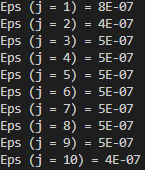 Eps (j = 1) = 8E-07
Eps (j = 2) = 4E-07
Eps (j = 3) = 5E-07
Eps (j = 4) = 5E-07
Eps (j = 5) = 5E-07
Eps (j = 6) = 5E-07
Eps (j = 7) = 5E-07
Eps (j = 8) = 5E-07
Eps (j = 9) = 5E-07
Eps (j = 10) = 4E-07